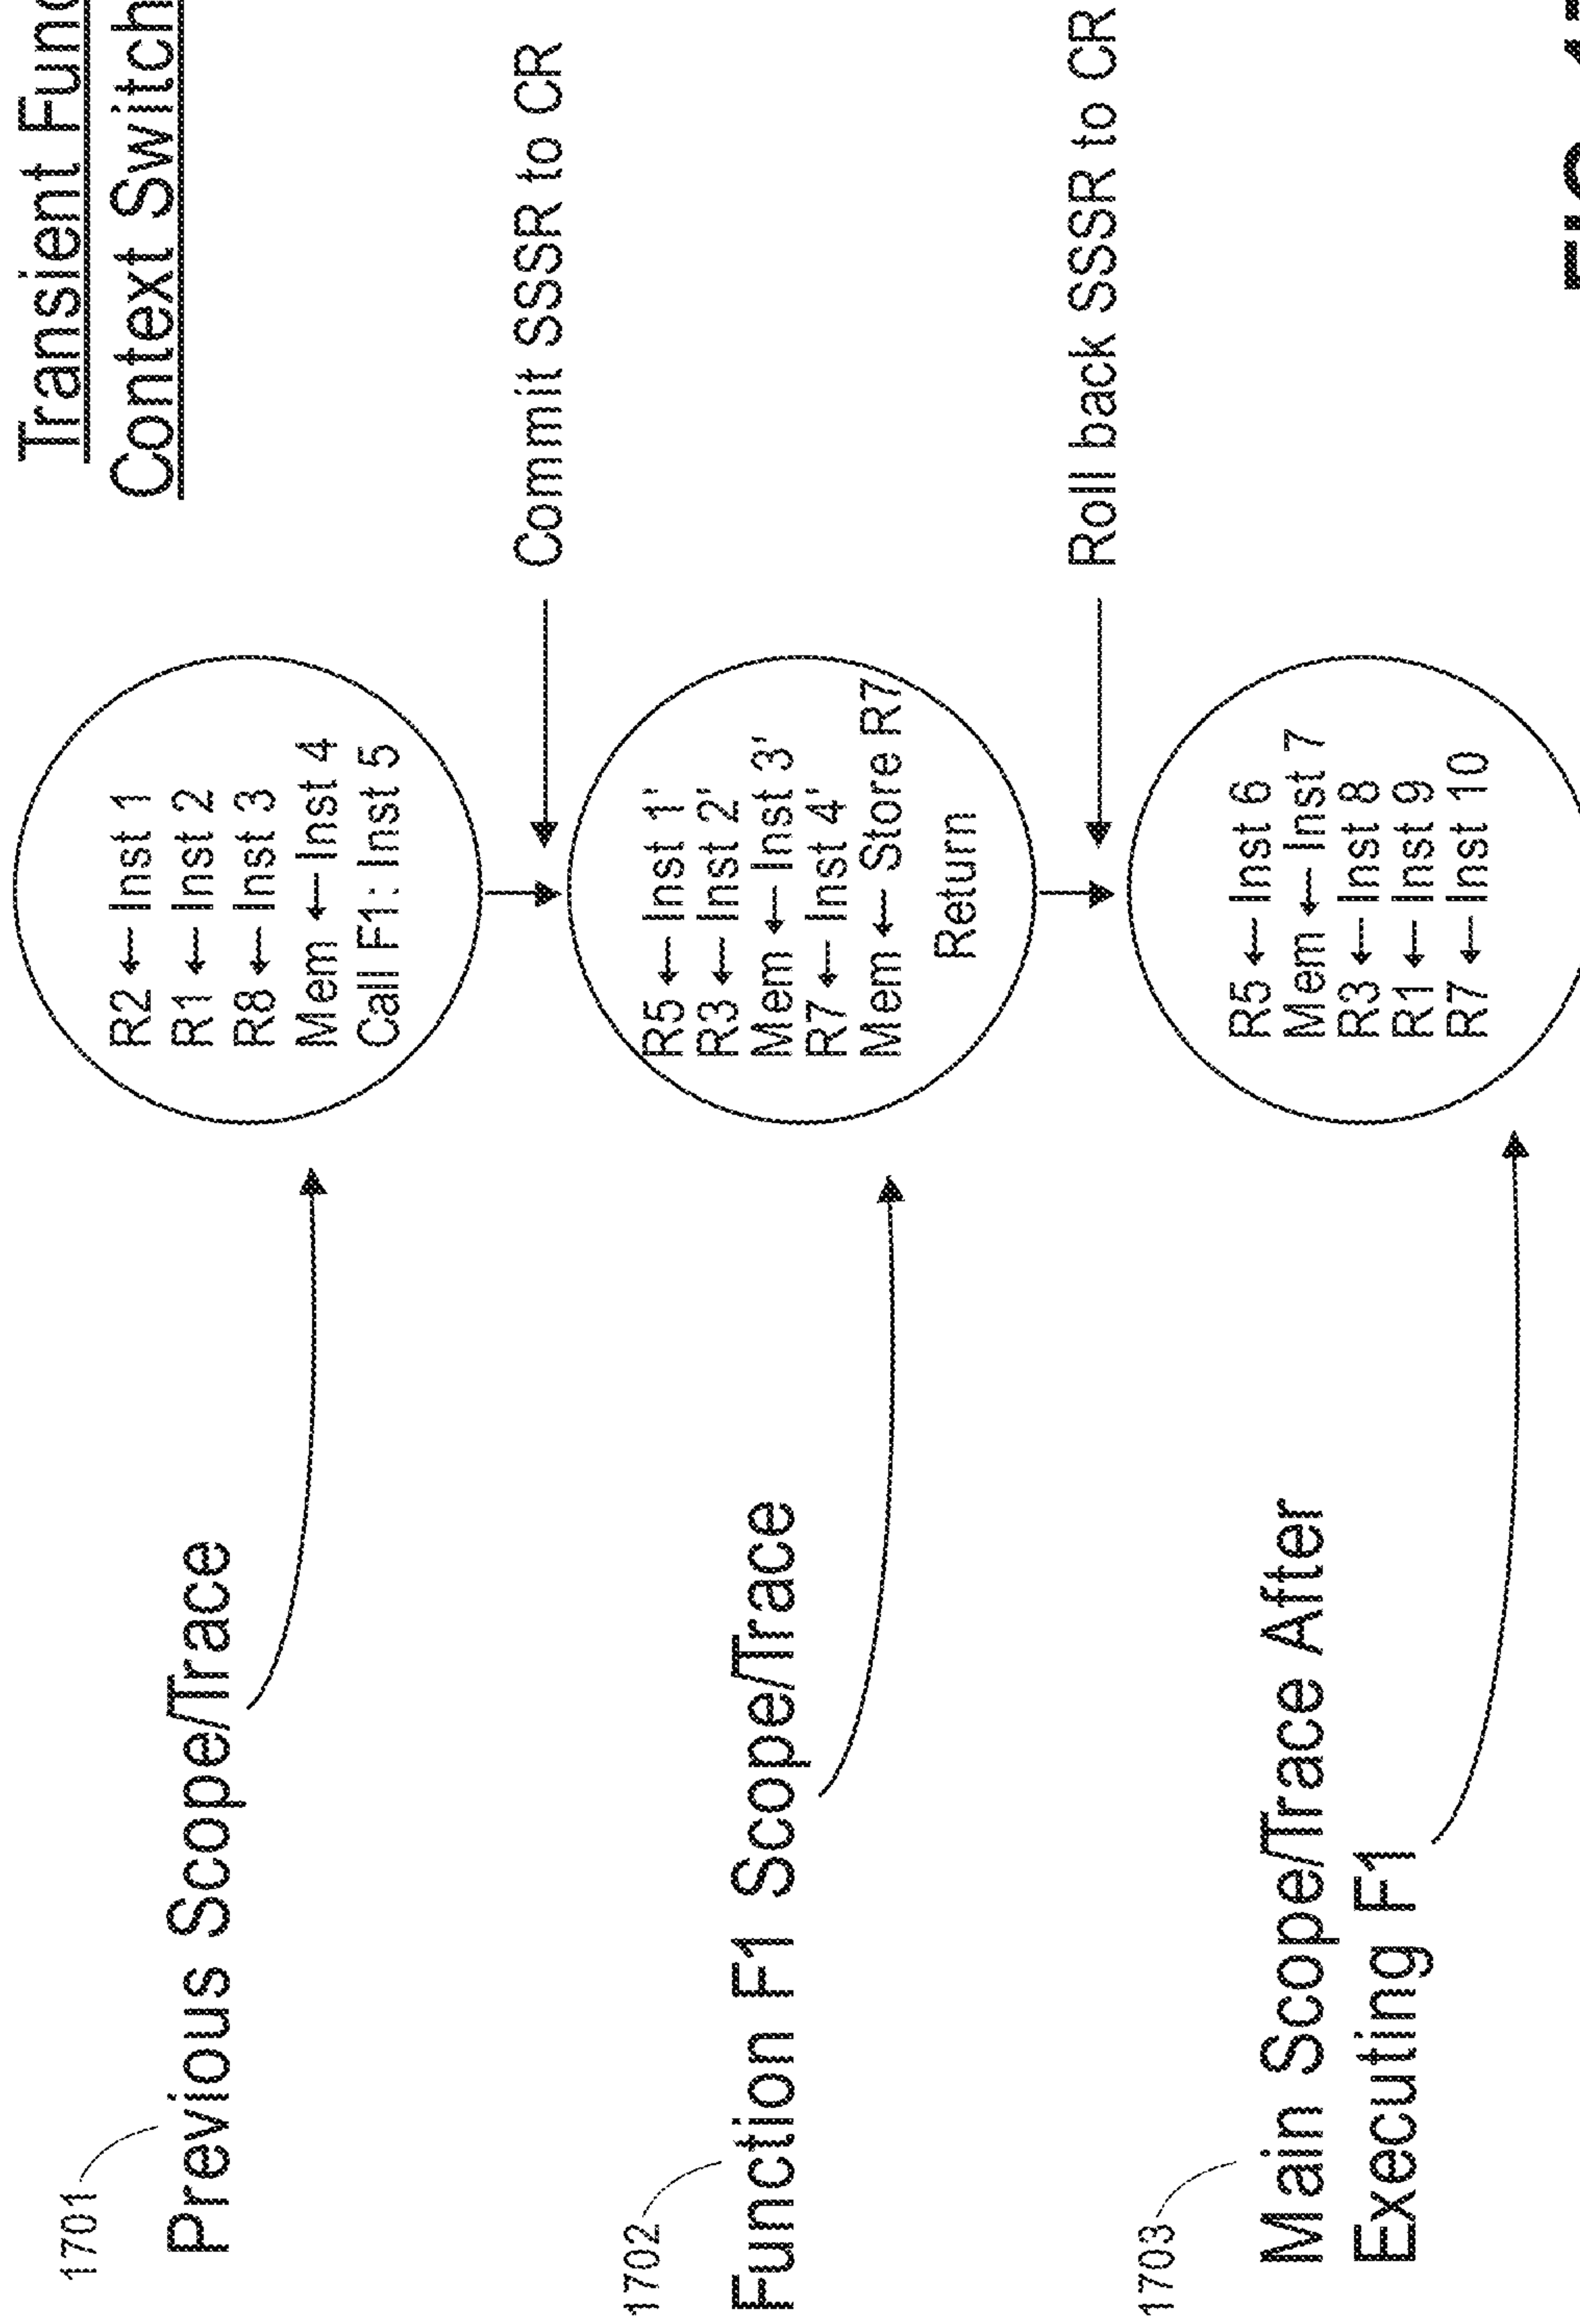 Transient Func
Context Switch
1701
Previous Scope/Trace
R2 ← Inst 1
R1 ← Inst 2
R8 ← Inst 3
Mem ← Inst 4
Call F1: Inst 5
Commit SSSR to CR
1702
Function F1 Scope/Trace
R5 ← Inst 1'
R3 ← Inst 2'
Mem ← Inst 3'
R7 ← Inst 4'
Mem ← Store R7
Return
Roll back SSSR to CR
1703
Main Scope/Trace After
Executing F1
R5 ← Inst 6
Mem ← Inst 7
R3 ← Inst 8
R1 ← Inst 9
R7 ← Inst 10